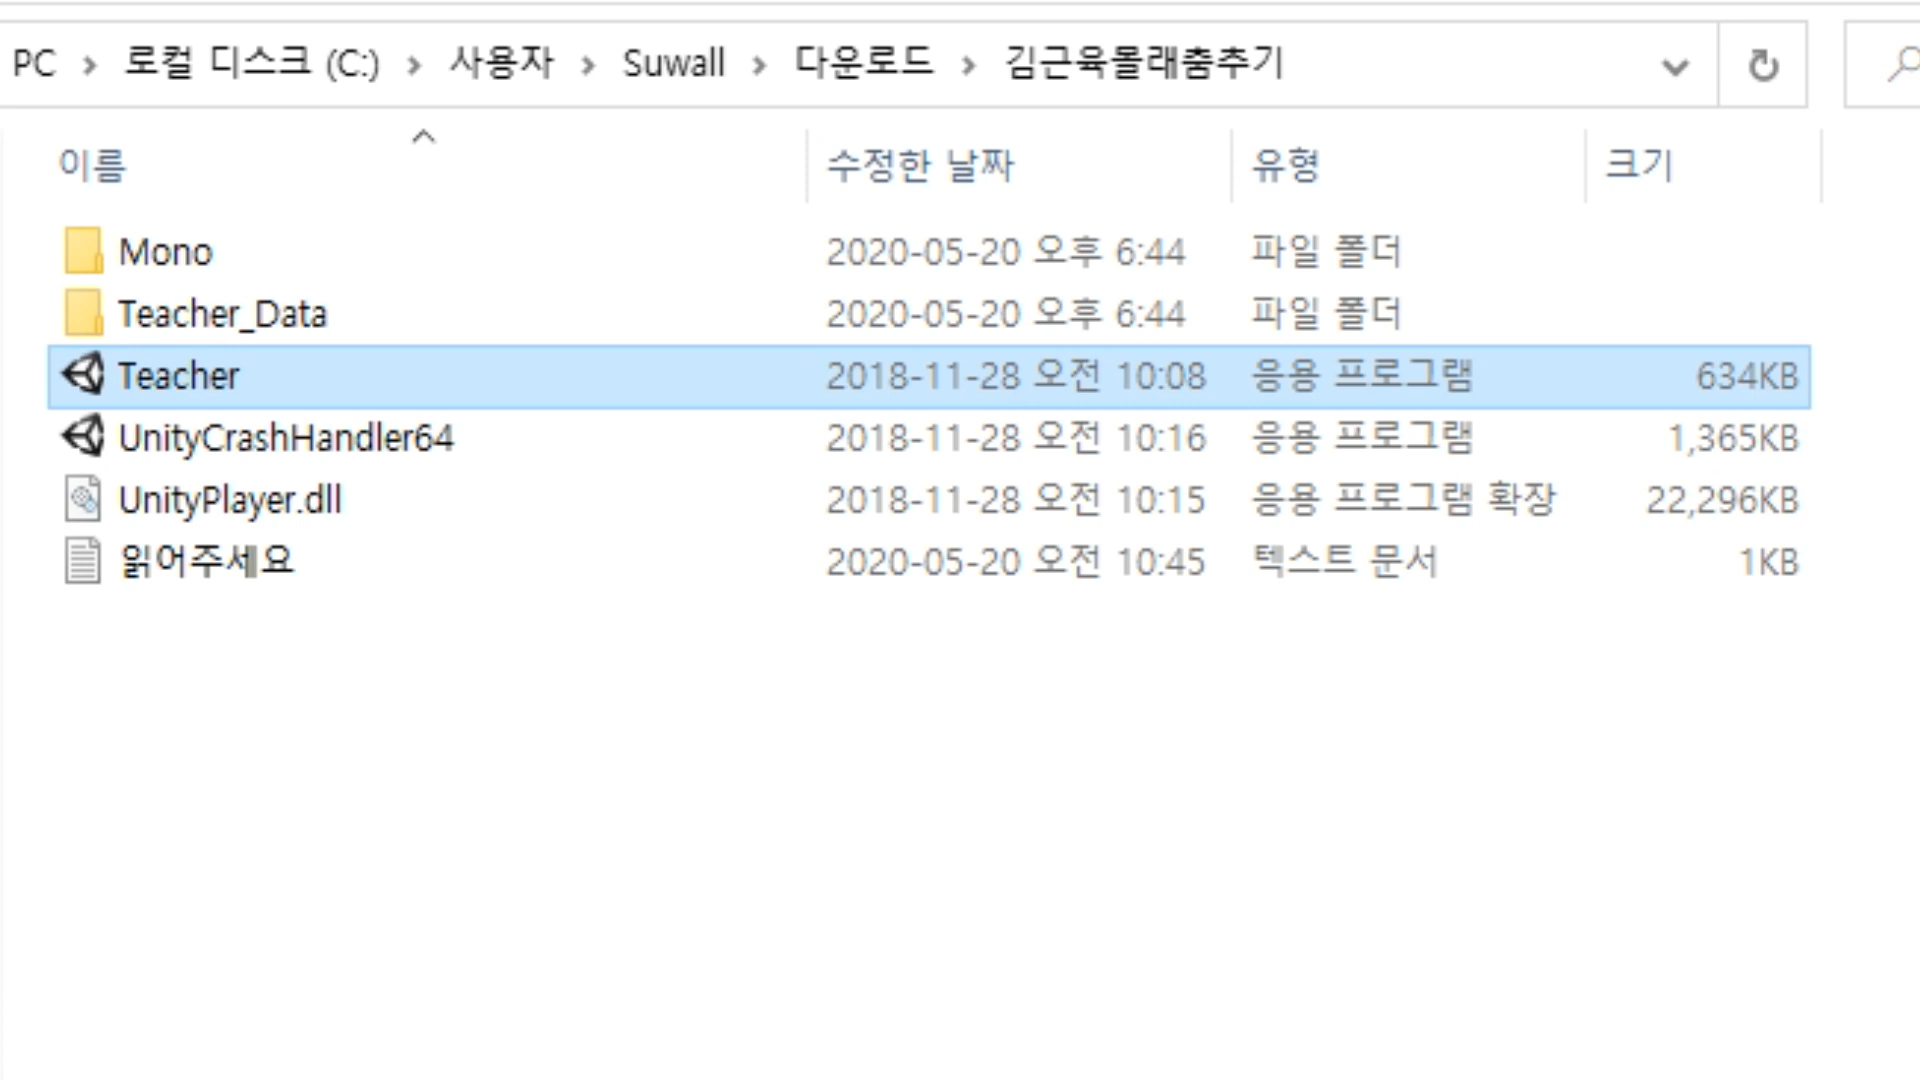 PC › 로컬 디스크 (C:) › 사용자 › Suwall › 다운로드 › 김근육몰래춤추기
이름 수정한 날짜 유형 크기
Mono 2020-05-20 오후 6:44 파일 폴더
Teacher_Data 2020-05-20 오후 6:44 파일 폴더
Teacher 2018-11-28 오전 10:08 응용 프로그램 634KB
UnityCrashHandler64 2018-11-28 오전 10:16 응용 프로그램 1,365KB
UnityPlayer.dll 2018-11-28 오전 10:15 응용 프로그램 확장 22,296KB
읽어주세요 2020-05-20 오전 10:45 텍스트 문서 1KB